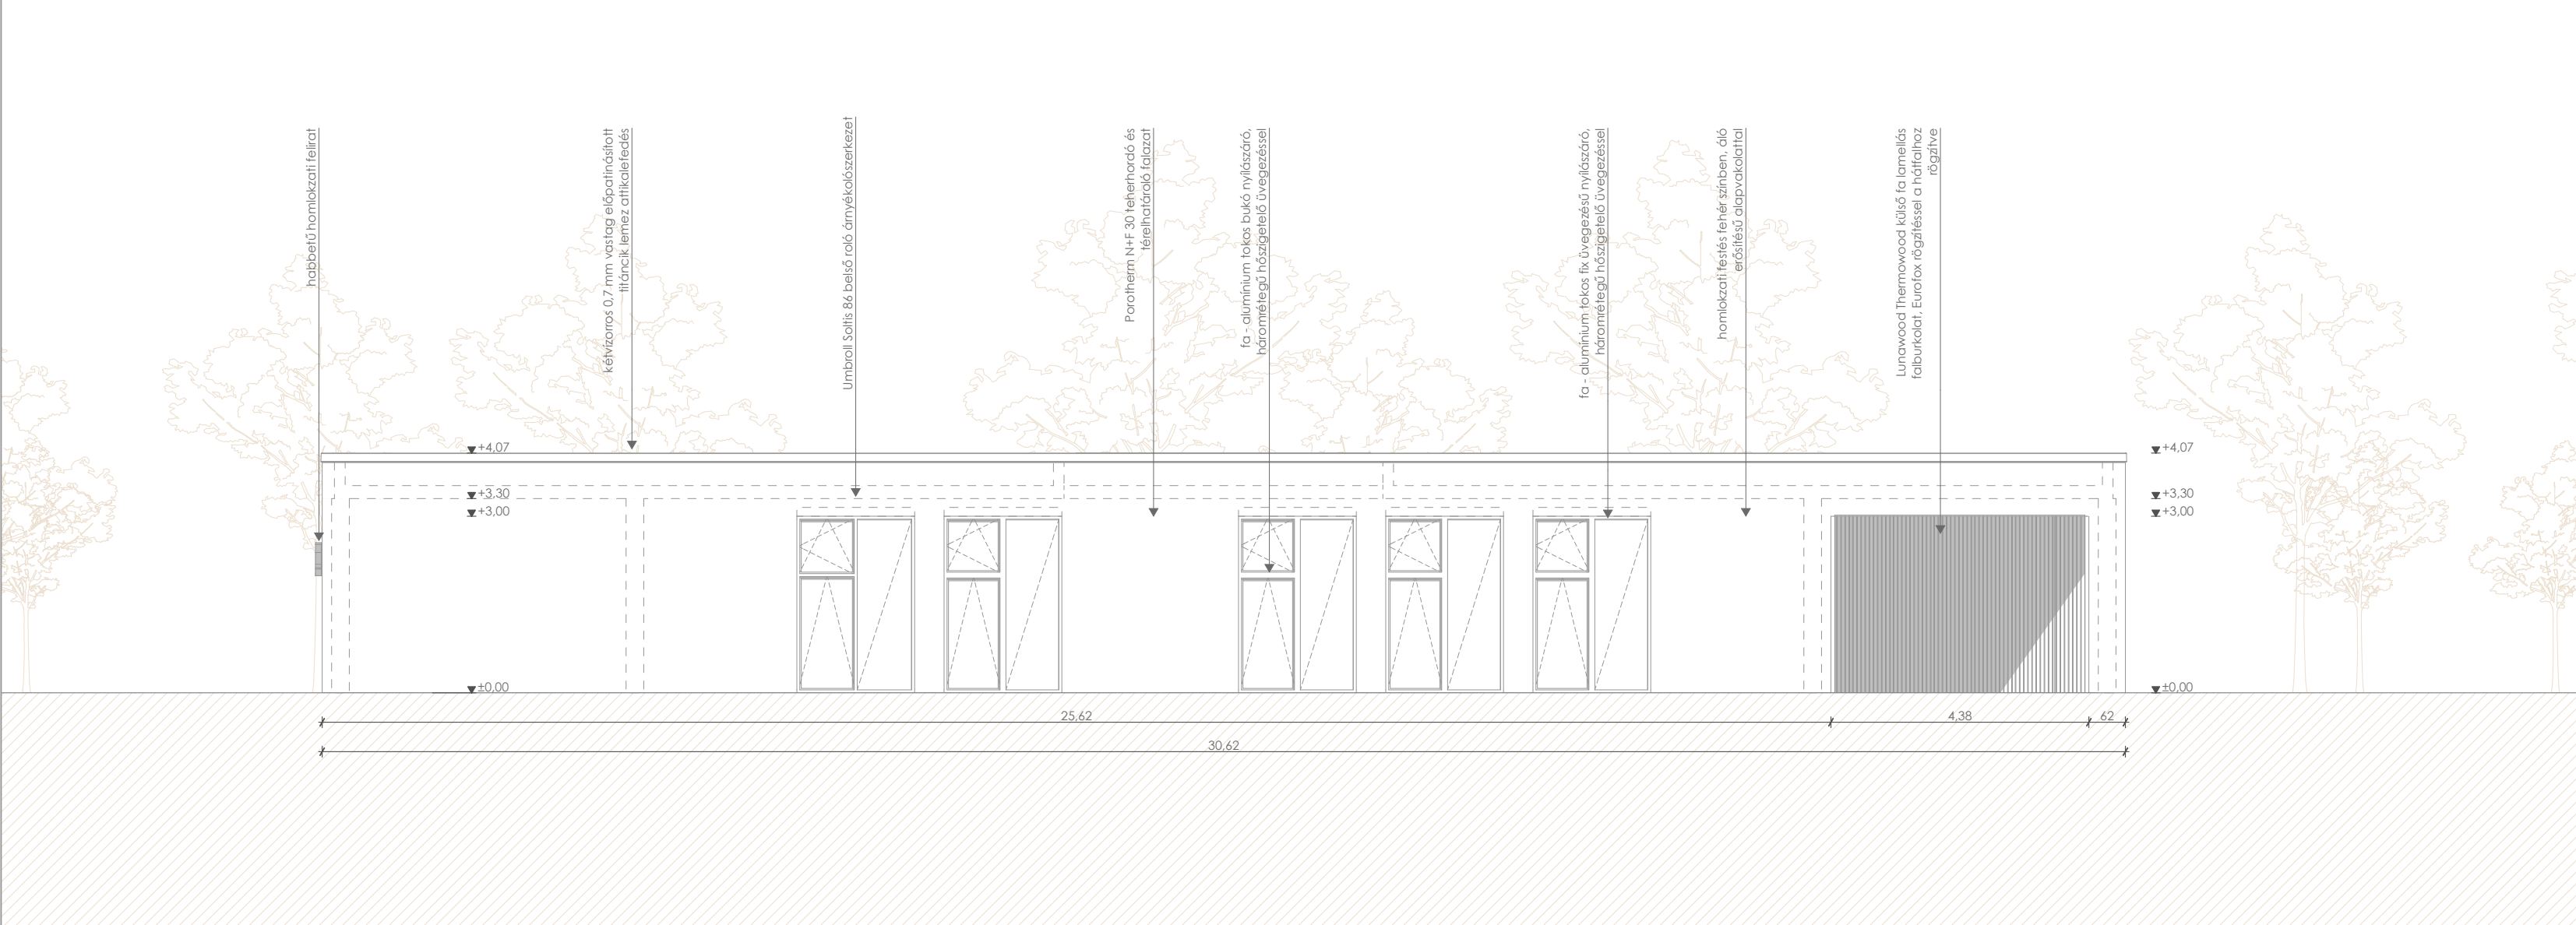 habbetű homlokzati felirat
kétvízorros 0,7 mm vastag előpatinásított
titáncik lemez attikalefedés
Umbroll Soltis 86 belső roló árnyékolószerkezet
Porotherm N+F 30 teherhordó és
térelhatároló falazat
fa - alumínium tokos bukó nyílászáró,
háromrétegű hőszigetelő üvegezéssel
fa - alumínium tokos fix üvegezésű nyílászáró,
háromrétegű hőszigetelő üvegezéssel
homlokzati festés fehér színben, áló
erősítésű alapvakolattal
Lunawood Thermowood külső fa lamellás
falburkolat, Eurofox rögzítéssel a hátfalhoz
rögzítve
+4,07
+3,30
+3,00
±0,00
+4,07
+3,30
+3,00
±0,00
25,62
4,38
62
30,62